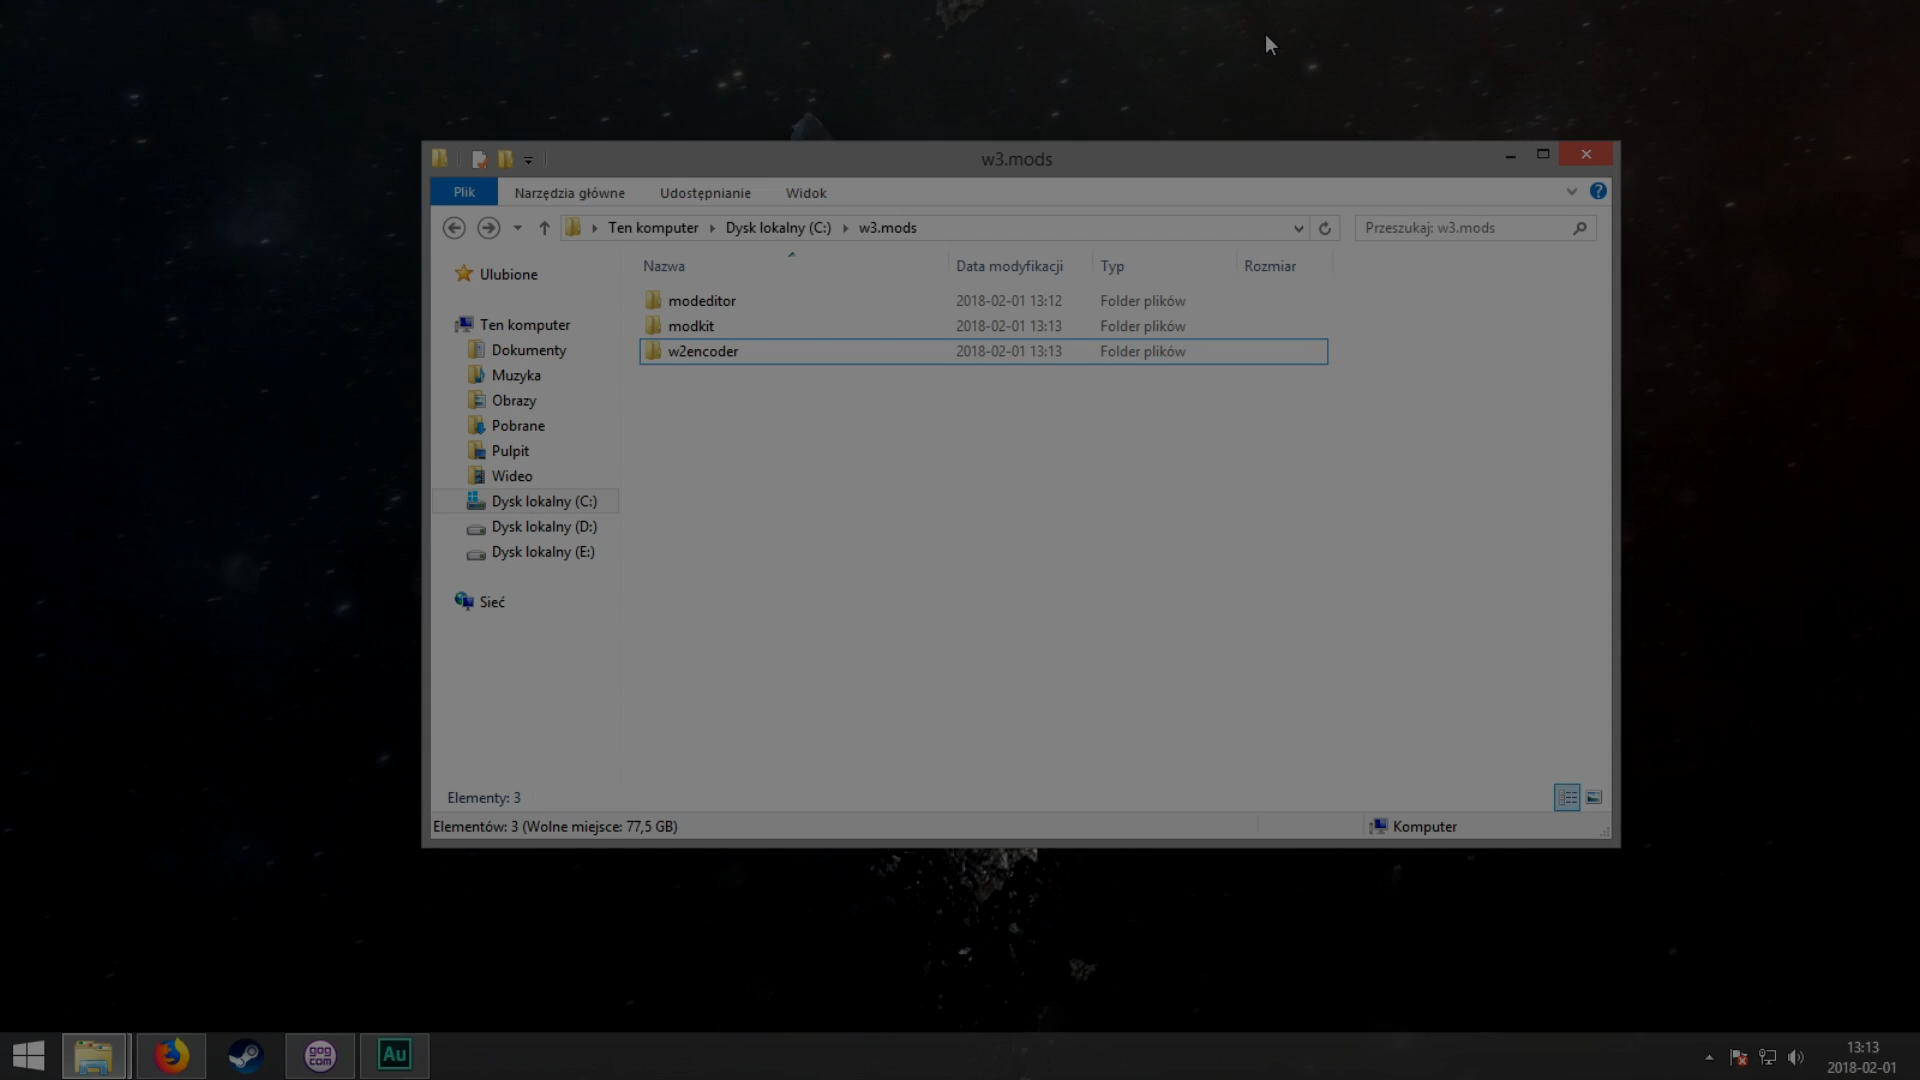 w3.mods
Plik Narzędzia główne Udostępnianie Widok
Ten komputer Dysk lokalny (C:) w3.mods Przeszukaj: w3.mods
Nazwa Data modyfikacji Typ Rozmiar
Ulubione
modeditor 2018-02-01 13:12 Folder plików
Ten komputer
modkit 2018-02-01 13:13 Folder plików
Dokumenty
w2encoder 2018-02-01 13:13 Folder plików
Muzyka
Obrazy
Pobrane
Pulpit
Wideo
Dysk lokalny (C:)
Dysk lokalny (D:)
Dysk lokalny (E:)
Sieć
Elementy: 3
Elementów: 3 (Wolne miejsce: 77,5 GB) Komputer
gog
com
Au
13:13
2018-02-01